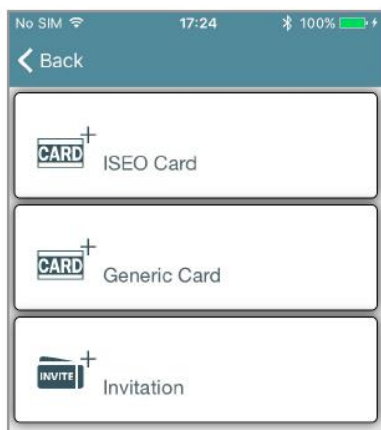 No SIM 17:24 100%
Back
CARD
ISEO Card
CARD
Generic Card
INVITE
Invitation